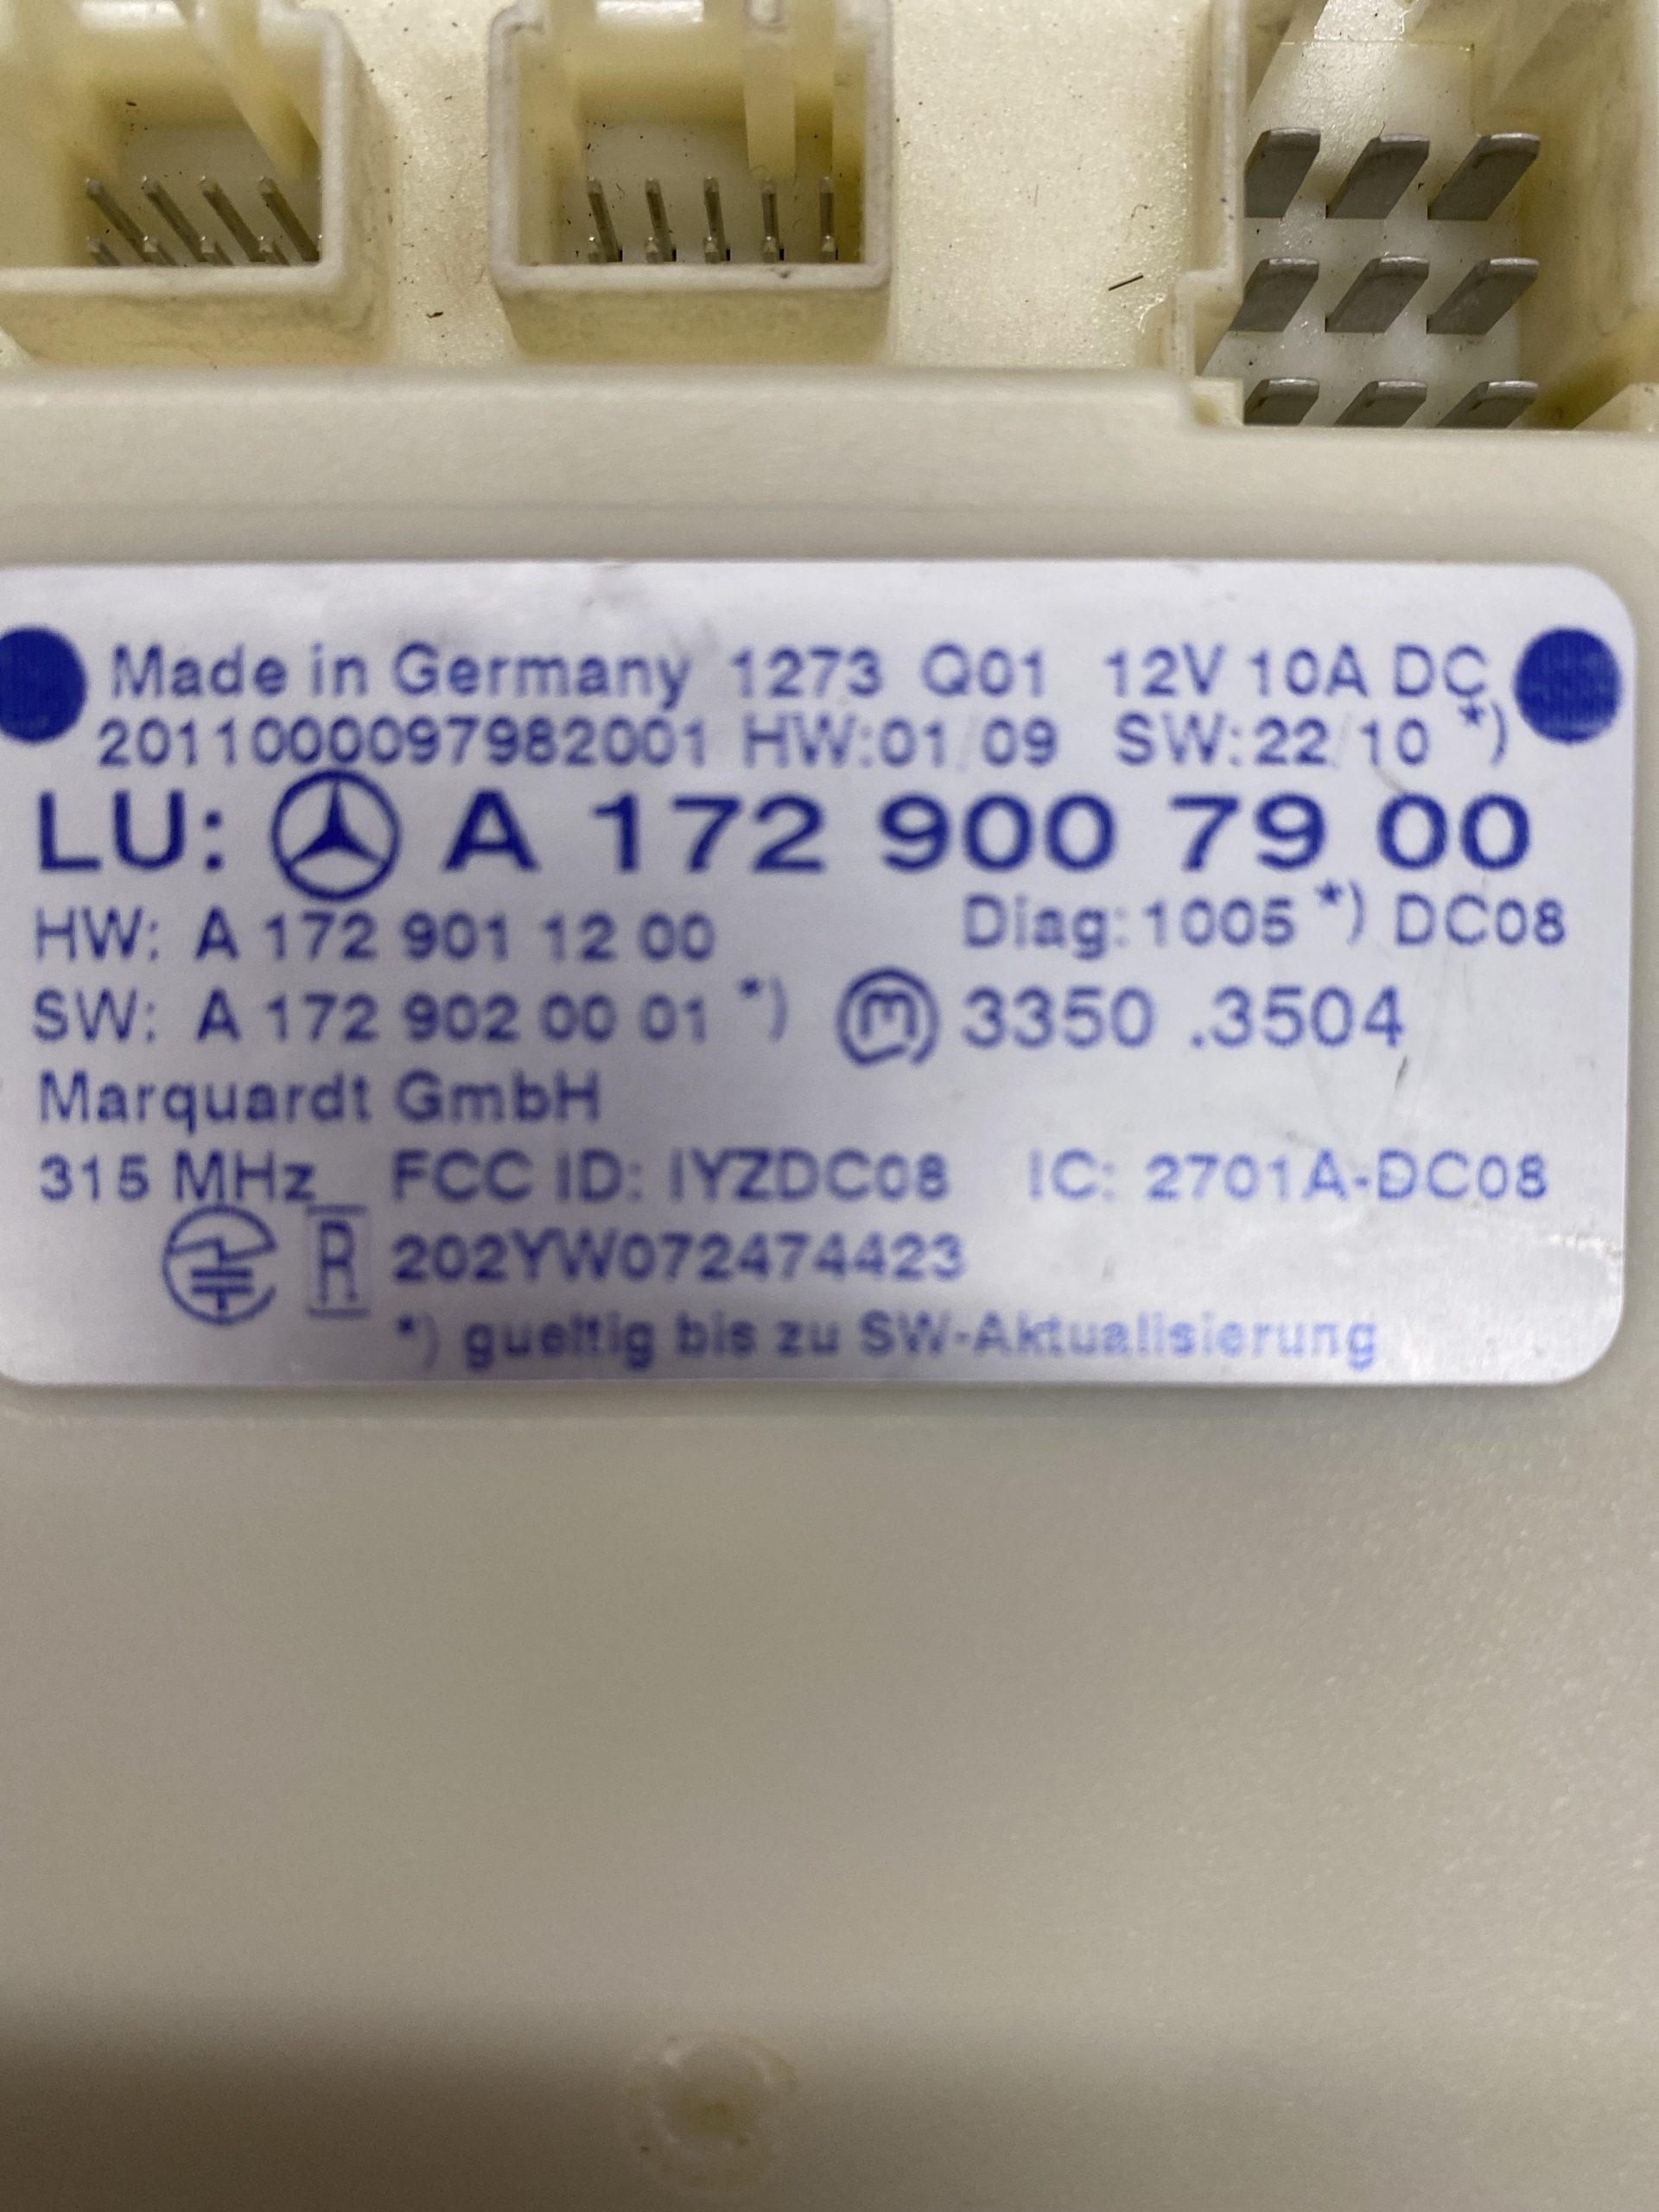 Made in Germany 1273 Q01 12V 10A DC
2011000097982001 HW:01/09 SW:22/10 *)
LU: A 172 900 79 00
HW: A 172 901 12 00 Diag:1005 *) DC08
SW: A 172 902 00 01 *) m 3350 .3504
Marquardt GmbH
315 MHz FCC ID: IYZDC08 IC: 2701A-DC08
R 202YW072474423
*) gueltig bis zu SW-Aktualisierung